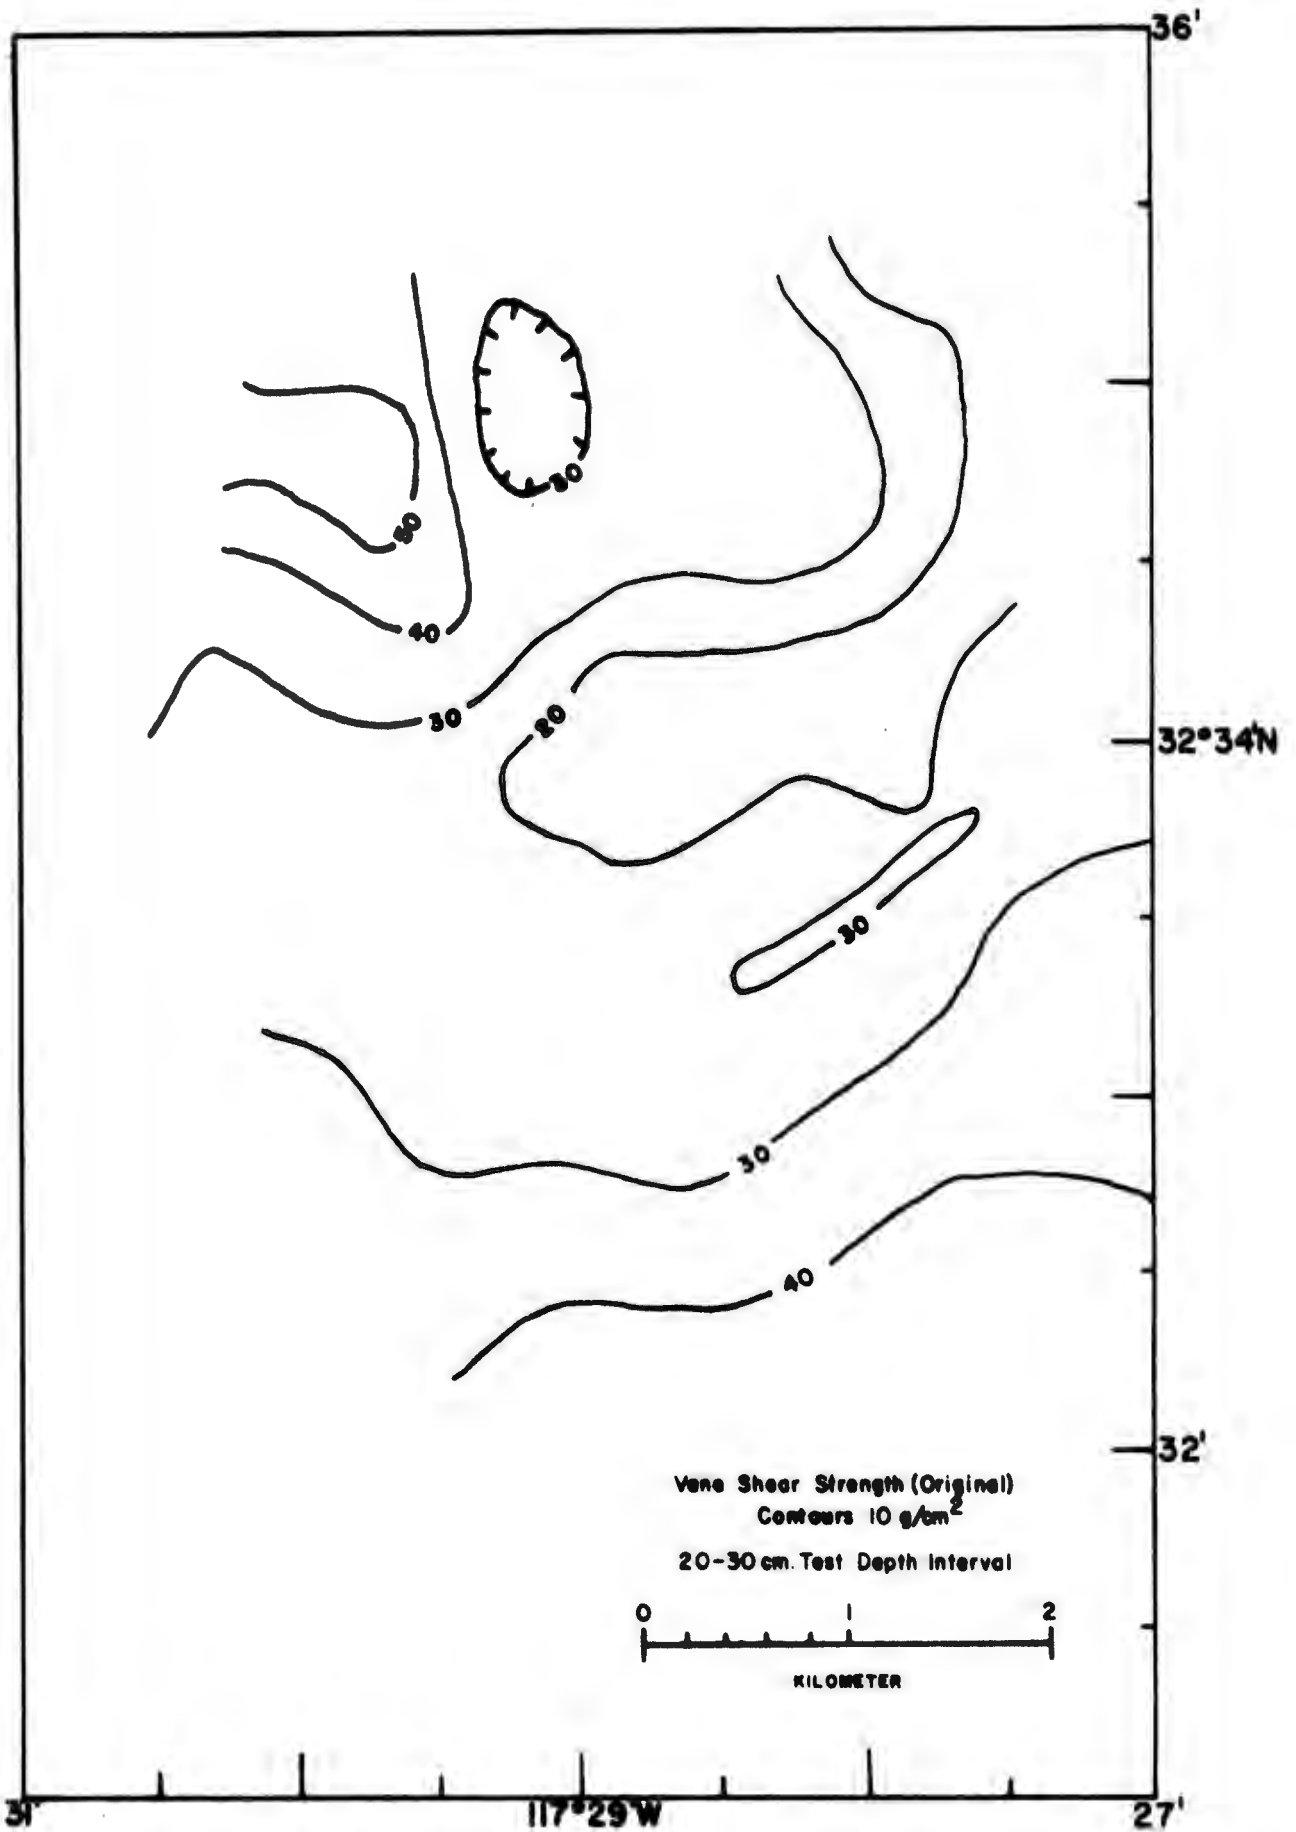 36'
30
50
40
30
20
32°34'N
30
30
40
32'
Vane Shear Strength (Original)
Contours 10 g/cm²
20-30 cm. Test Depth Interval
0 1 2
KILOMETER
31' 117°29'W 27'